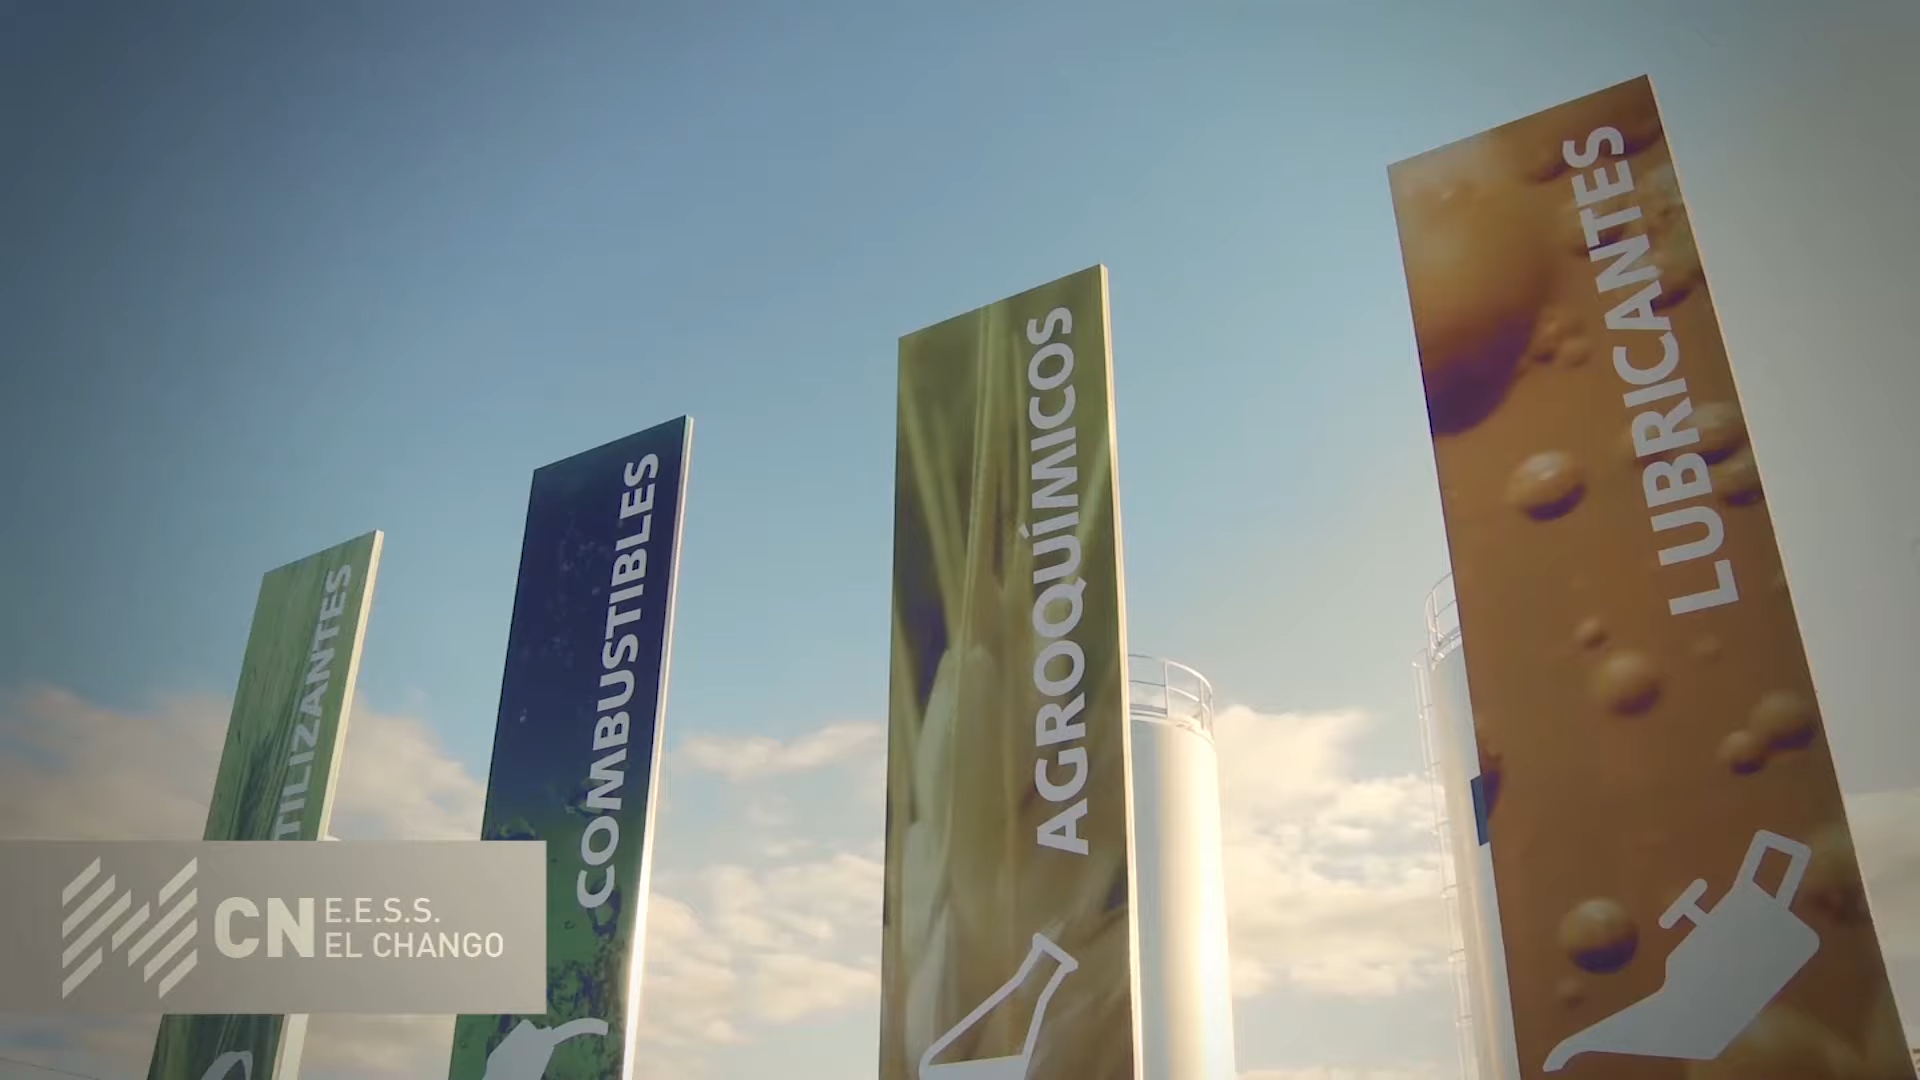 TILIZANTES
COMBUSTIBLES
AGROQUÍMICOS
LUBRICANTES
CN
E.E.S.S.
EL CHANGO